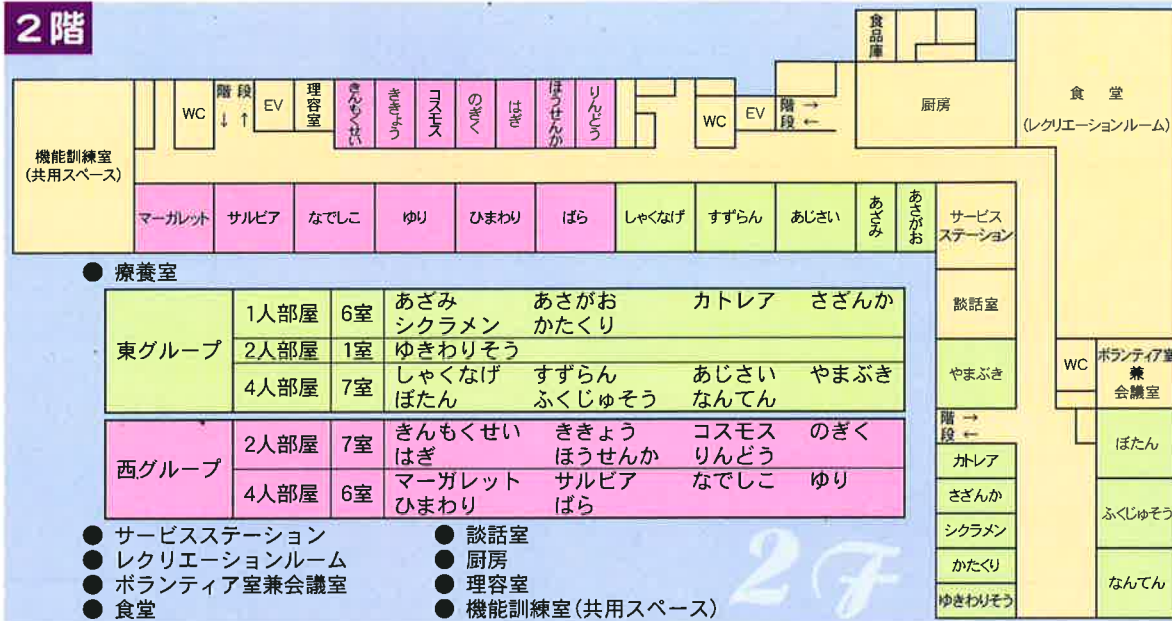 2階
食品庫
厨房
食 堂
(レクリエーションルーム)
機能訓練室
(共用スペース)
WC
階 段
↓ ↑
EV
理容室
きんもくせい
ききょう
コスモス
のぎく
はぎ
ほうせんか
りんどう
WC
EV
階 →
段 ←
マーガレット
サルビア
なでしこ
ゆり
ひまわり
ばら
しゃくなげ
すずらん
あじさい
あざみ
あさがお
サービス
ステーション
談話室
やまぶき
WC
ボランティア室
兼
会議室
階 →
段 ←
ぼたん
カトレア
さざんか
ふくじゅそう
シクラメン
かたくり
なんてん
ゆきわりそう
● 療養室
東グループ
1人部屋 6室 あざみ あさがお カトレア さざんか
シクラメン かたくり
2人部屋 1室 ゆきわりそう
4人部屋 7室 しゃくなげ すずらん あじさい やまぶき
ぼたん ふくじゅそう なんてん
西グループ
2人部屋 7室 きんもくせい ききょう コスモス のぎく
はぎ ほうせんか りんどう
4人部屋 6室 マーガレット サルビア なでしこ ゆり
ひまわり ばら
● サービスステーション
● レクリエーションルーム
● ボランティア室兼会議室
● 食堂
● 談話室
● 厨房
● 理容室
● 機能訓練室(共用スペース)
2F